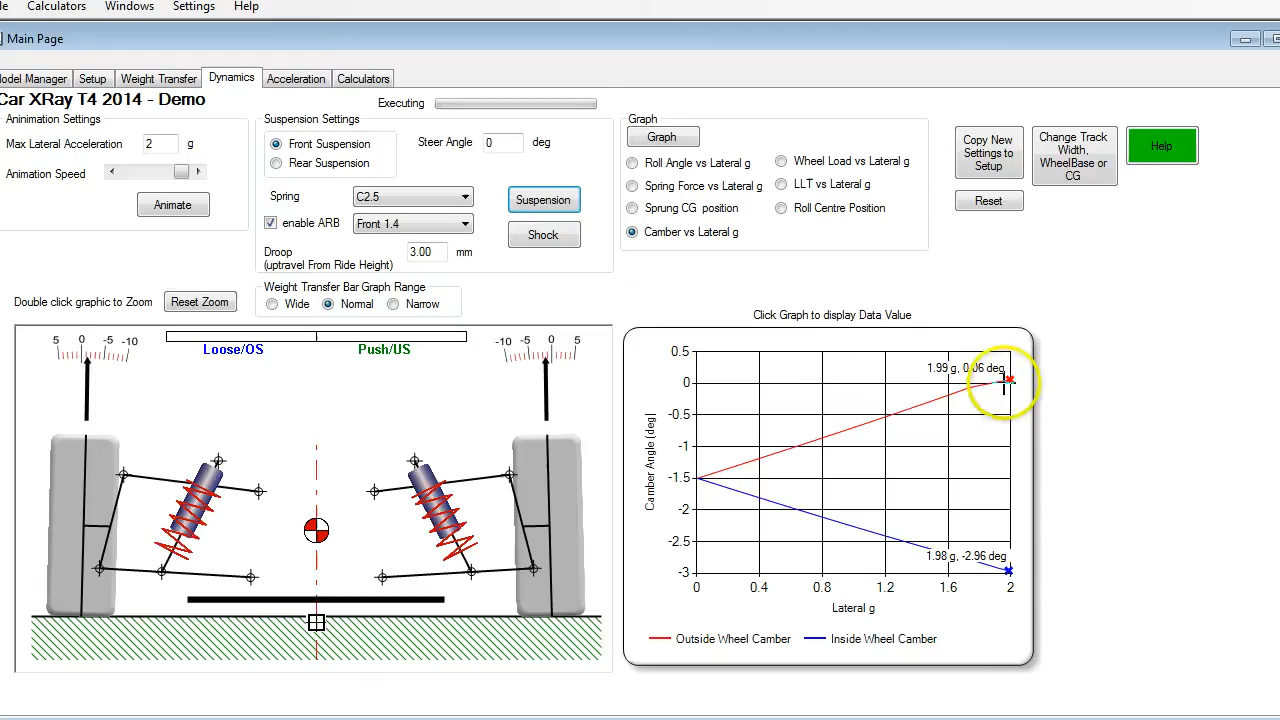 Calculators Windows Settings Help
Main Page
Setup Weight Transfer Dynamics Acceleration Calculators
Car XRay T4 2014 - Demo
Executing
Aninimation Settings
Max Lateral Acceleration 2 g
Animation Speed
Animate
Suspension Settings
Front Suspension
Rear Suspension
Steer Angle 0 deg
Spring C2.5
enable ARB Front 1.4
Droop
(uptravel From Ride Height)
3.00 mm
Suspension
Shock
Graph
Graph
Roll Angle vs Lateral g
Spring Force vs Lateral g
Sprung CG position
Camber vs Lateral g
Wheel Load vs Lateral g
LLT vs Lateral g
Roll Centre Position
Copy New
Settings to
Setup
Change Track
Width,
WheelBase or
CG
Help
Reset
Double click graphic to Zoom Reset Zoom
Weight Transfer Bar Graph Range
Wide Normal Narrow
5 0 -5 -10
Loose/OS Push/US
-10 -5 0 5
Click Graph to display Data Value
0.5
0
-0.5
-1
-1.5
-2
-2.5
-3
Camber Angle [deg]
1.99 g, 0.06 deg
1.98 g, -2.96 deg
0 0.4 0.8 1.2 1.6 2
Lateral g
Outside Wheel Camber Inside Wheel Camber